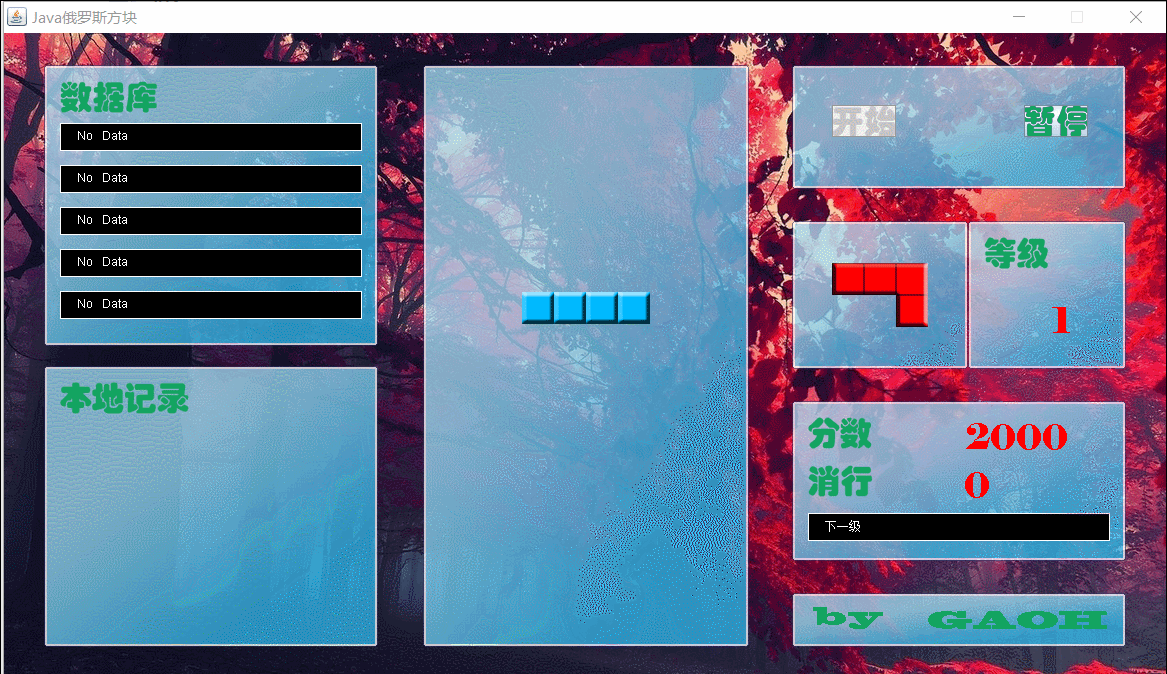 Java俄罗斯方块
数据库
No Data
No Data
No Data
No Data
No Data
本地记录
开始
暂停
等级
1
分数
2000
消行
0
下一级
by GAOH